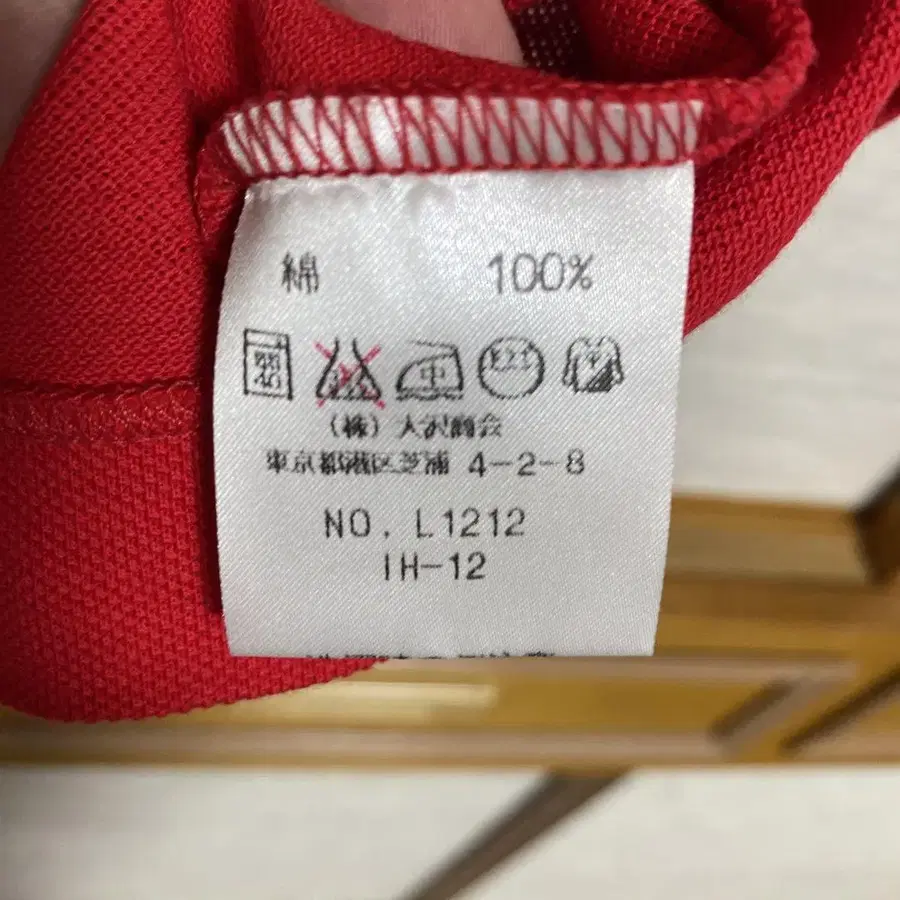 綿 100%
中
(株) 大沢商会
東京都港区芝浦 4-2-8
NO. L1212
IH-12